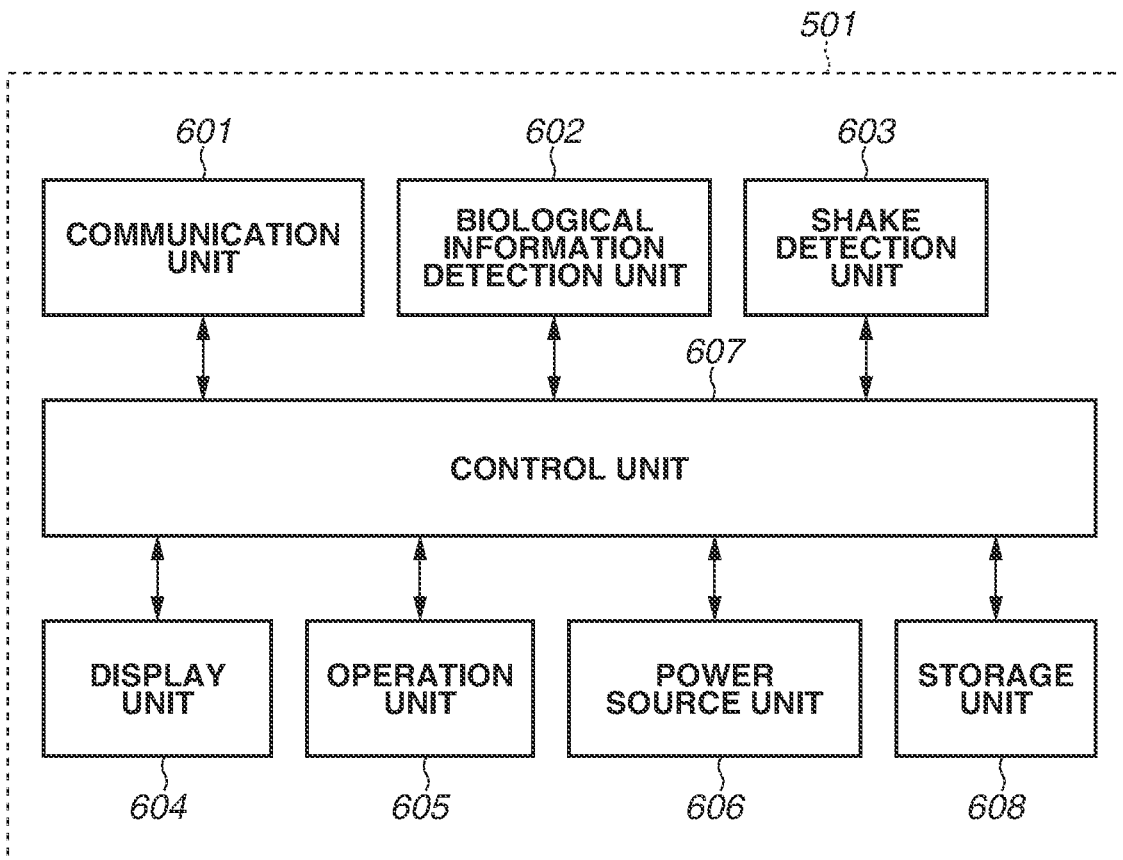 501
601
602
603
COMMUNICATION
UNIT
BIOLOGICAL
INFORMATION
DETECTION UNIT
SHAKE
DETECTION
UNIT
607
CONTROL UNIT
DISPLAY
UNIT
OPERATION
UNIT
POWER
SOURCE UNIT
STORAGE
UNIT
604
605
606
608